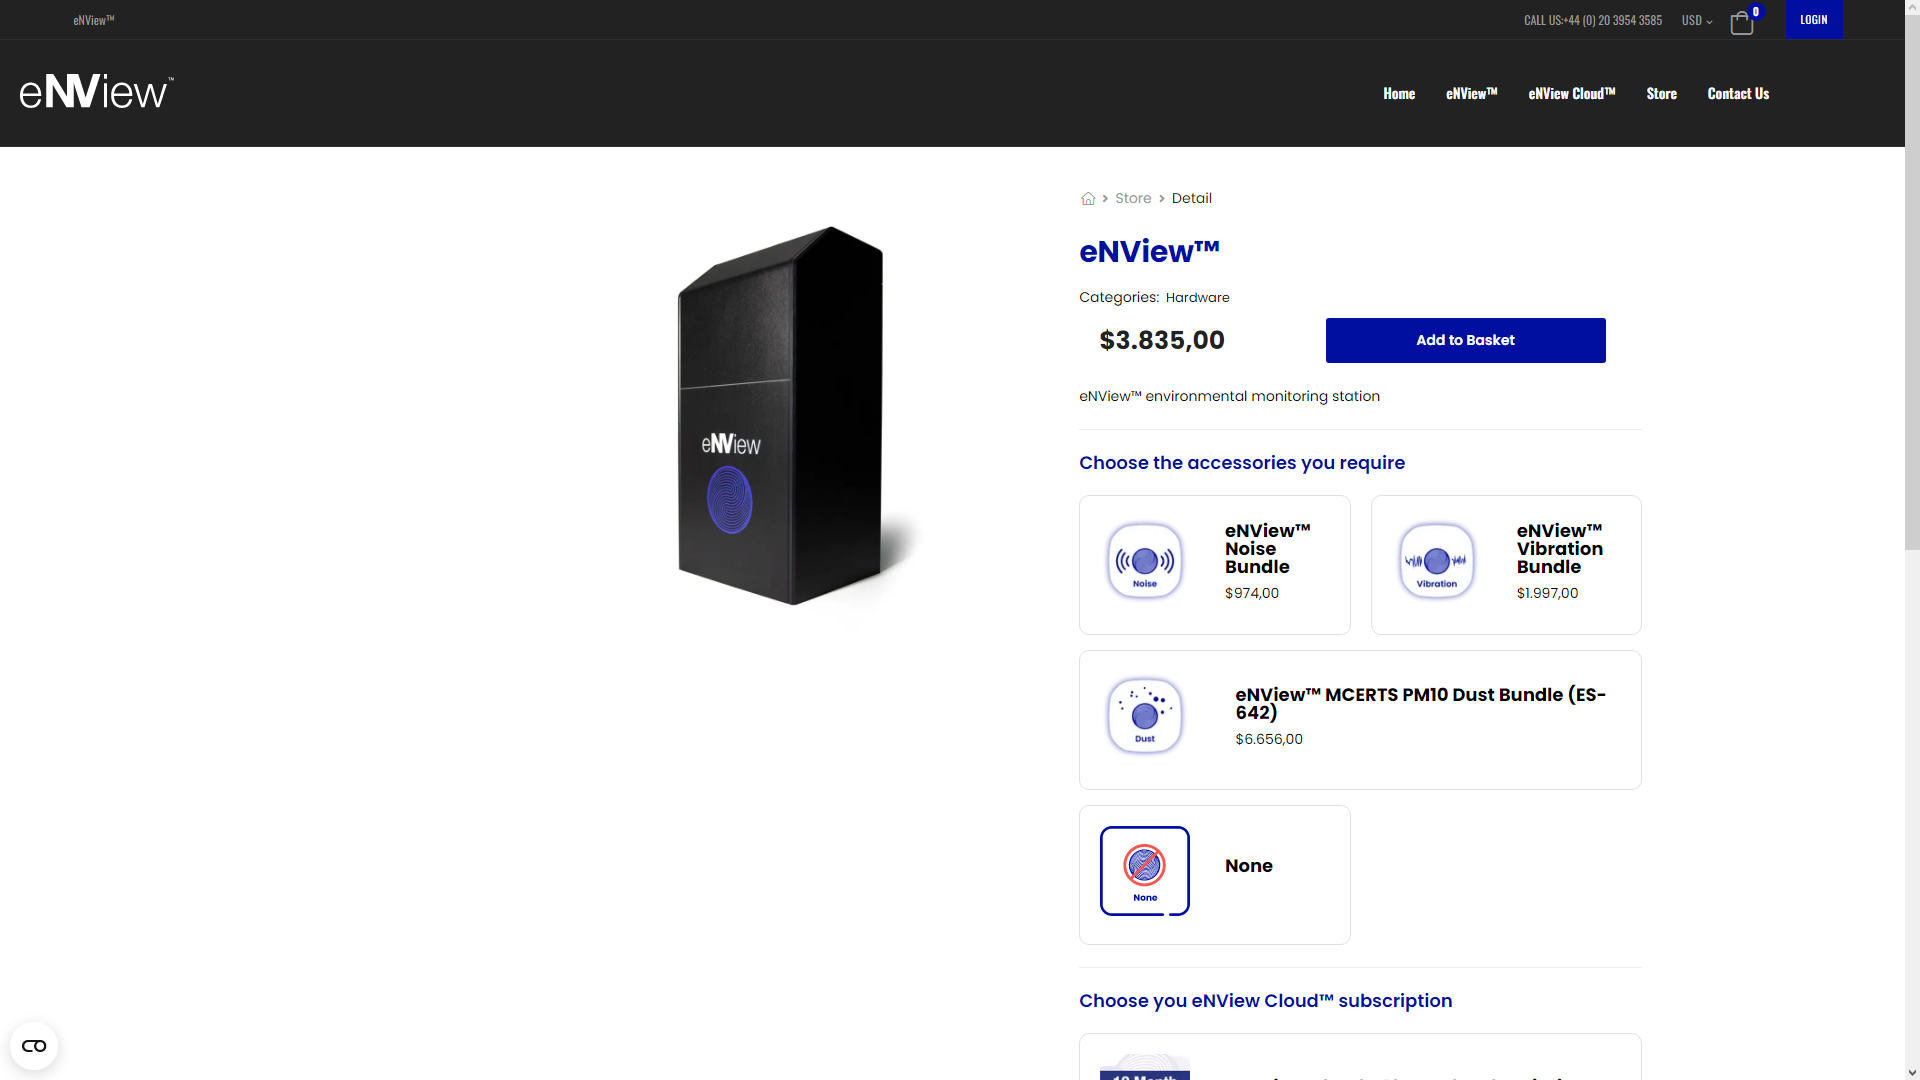 eNView™
CALL US:+44 (0) 20 3954 3585
USD
0
LOGIN
eNView™
Home
eNView™
eNView Cloud™
Store
Contact Us
Store
Detail
eNView™
Categories: Hardware
$3.835,00
Add to Basket
eNView™ environmental monitoring station
eNView
Choose the accessories you require
Noise
eNView™
Noise
Bundle
$974,00
Vibration
eNView™
Vibration
Bundle
$1.997,00
Dust
eNView™ MCERTS PM10 Dust Bundle (ES-
642)
$6.656,00
None
None
Choose you eNView Cloud™ subscription